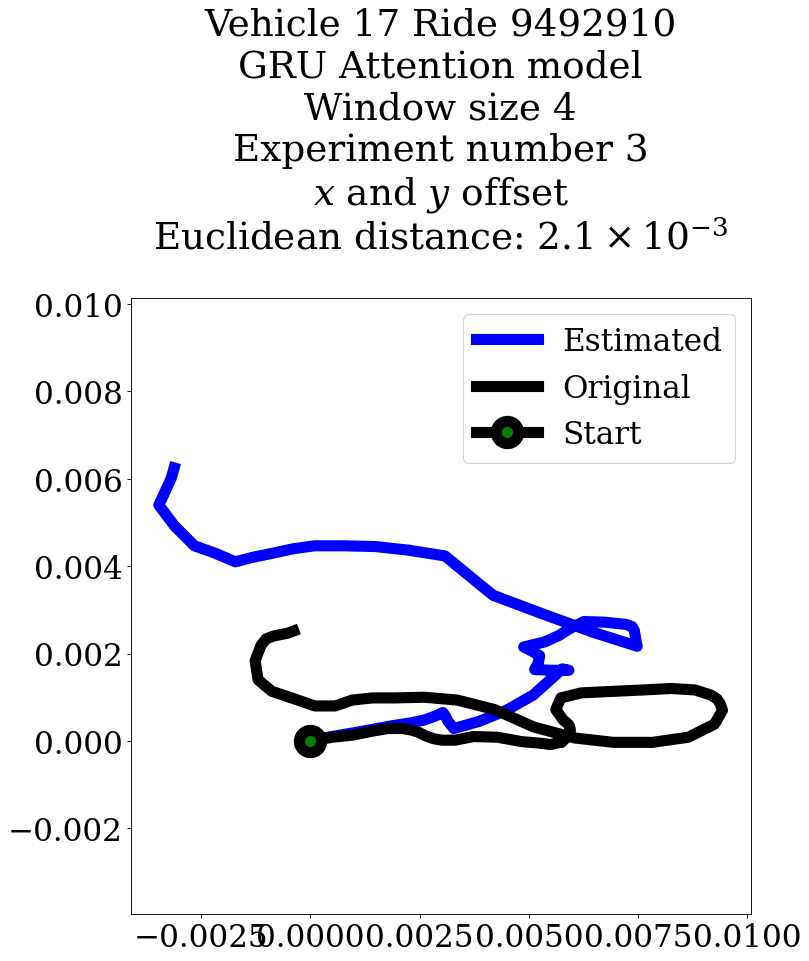 Vehicle 17 Ride 9492910
GRU Attention model
Window size 4
Experiment number 3
x and y offset
Euclidean distance: 2.1 × 10⁻³
Estimated
Original
Start
0.010
0.008
0.006
0.004
0.002
0.000
−0.002
−0.0025 0.0000 0.0025 0.0050 0.0075 0.0100